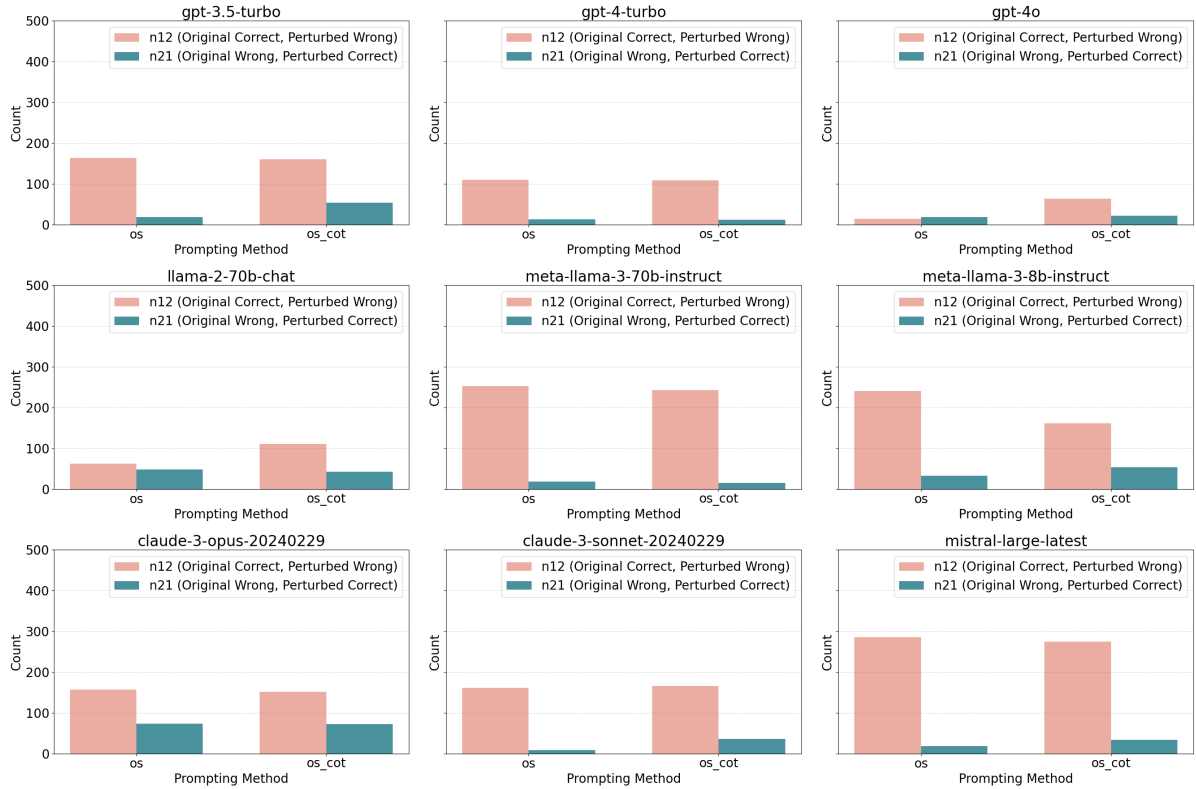 gpt-3.5-turbo
500
400
300
200
100
0
Count
n12 (Original Correct, Perturbed Wrong)
n21 (Original Wrong, Perturbed Correct)
os
os_cot
Prompting Method
gpt-4-turbo
Count
n12 (Original Correct, Perturbed Wrong)
n21 (Original Wrong, Perturbed Correct)
os
os_cot
Prompting Method
gpt-4o
Count
n12 (Original Correct, Perturbed Wrong)
n21 (Original Wrong, Perturbed Correct)
os
os_cot
Prompting Method
llama-2-70b-chat
500
400
300
200
100
0
Count
n12 (Original Correct, Perturbed Wrong)
n21 (Original Wrong, Perturbed Correct)
os
os_cot
Prompting Method
meta-llama-3-70b-instruct
Count
n12 (Original Correct, Perturbed Wrong)
n21 (Original Wrong, Perturbed Correct)
os
os_cot
Prompting Method
meta-llama-3-8b-instruct
Count
n12 (Original Correct, Perturbed Wrong)
n21 (Original Wrong, Perturbed Correct)
os
os_cot
Prompting Method
claude-3-opus-20240229
500
400
300
200
100
0
Count
n12 (Original Correct, Perturbed Wrong)
n21 (Original Wrong, Perturbed Correct)
os
os_cot
Prompting Method
claude-3-sonnet-20240229
Count
n12 (Original Correct, Perturbed Wrong)
n21 (Original Wrong, Perturbed Correct)
os
os_cot
Prompting Method
mistral-large-latest
Count
n12 (Original Correct, Perturbed Wrong)
n21 (Original Wrong, Perturbed Correct)
os
os_cot
Prompting Method